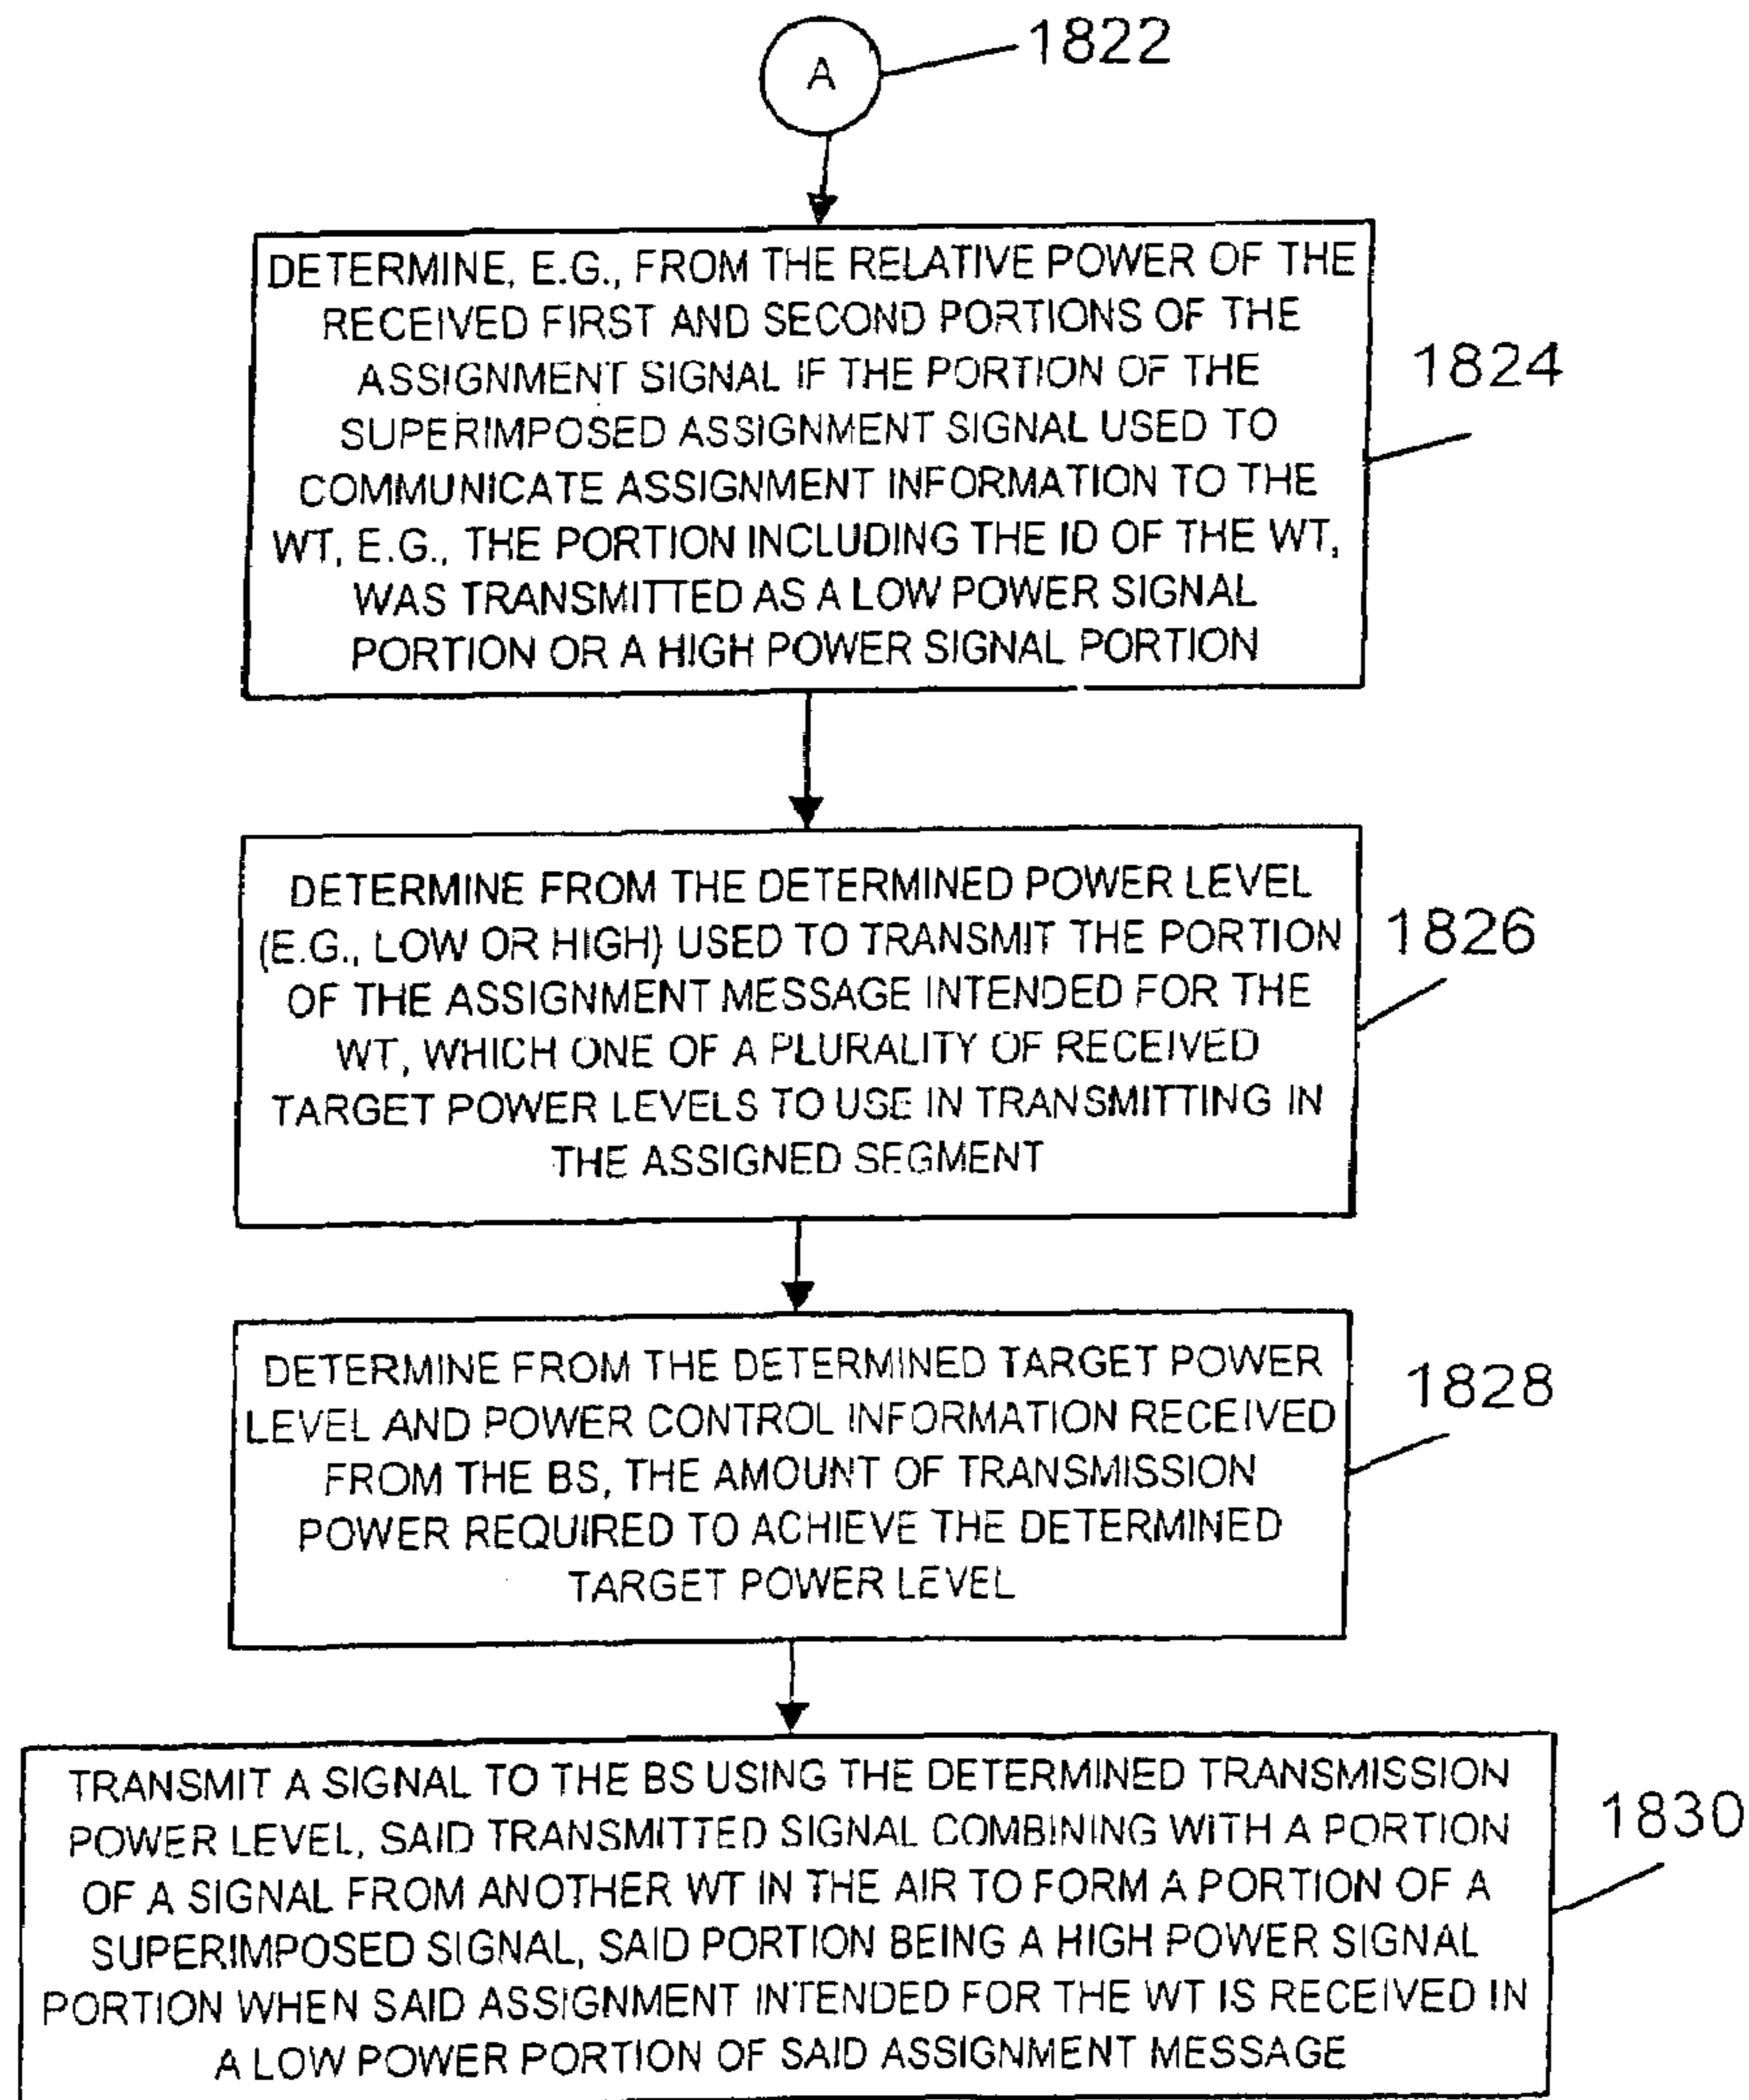 1822
A
DETERMINE, E.G., FROM THE RELATIVE POWER OF THE
RECEIVED FIRST AND SECOND PORTIONS OF THE
ASSIGNMENT SIGNAL IF THE PORTION OF THE
SUPERIMPOSED ASSIGNMENT SIGNAL USED TO
COMMUNICATE ASSIGNMENT INFORMATION TO THE
WT, E.G., THE PORTION INCLUDING THE ID OF THE WT,
WAS TRANSMITTED AS A LOW POWER SIGNAL
PORTION OR A HIGH POWER SIGNAL PORTION
1824
DETERMINE FROM THE DETERMINED POWER LEVEL
(E.G., LOW OR HIGH) USED TO TRANSMIT THE PORTION
OF THE ASSIGNMENT MESSAGE INTENDED FOR THE
WT, WHICH ONE OF A PLURALITY OF RECEIVED
TARGET POWER LEVELS TO USE IN TRANSMITTING IN
THE ASSIGNED SEGMENT
1826
DETERMINE FROM THE DETERMINED TARGET POWER
LEVEL AND POWER CONTROL INFORMATION RECEIVED
FROM THE BS, THE AMOUNT OF TRANSMISSION
POWER REQUIRED TO ACHIEVE THE DETERMINED
TARGET POWER LEVEL
1828
TRANSMIT A SIGNAL TO THE BS USING THE DETERMINED TRANSMISSION
POWER LEVEL, SAID TRANSMITTED SIGNAL COMBINING WITH A PORTION
OF A SIGNAL FROM ANOTHER WT IN THE AIR TO FORM A PORTION OF A
SUPERIMPOSED SIGNAL, SAID PORTION BEING A HIGH POWER SIGNAL
PORTION WHEN SAID ASSIGNMENT INTENDED FOR THE WT IS RECEIVED IN
A LOW POWER PORTION OF SAID ASSIGNMENT MESSAGE
1830